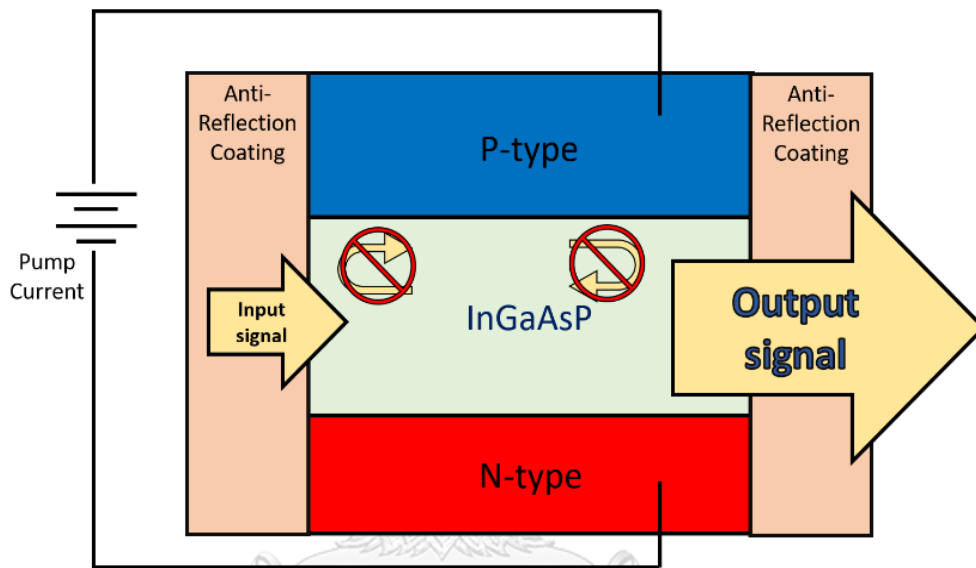 Anti-
Reflection
Coating
P-type
Anti-
Reflection
Coating
Pump
Current
Input
signal
InGaAsP
Output
signal
N-type